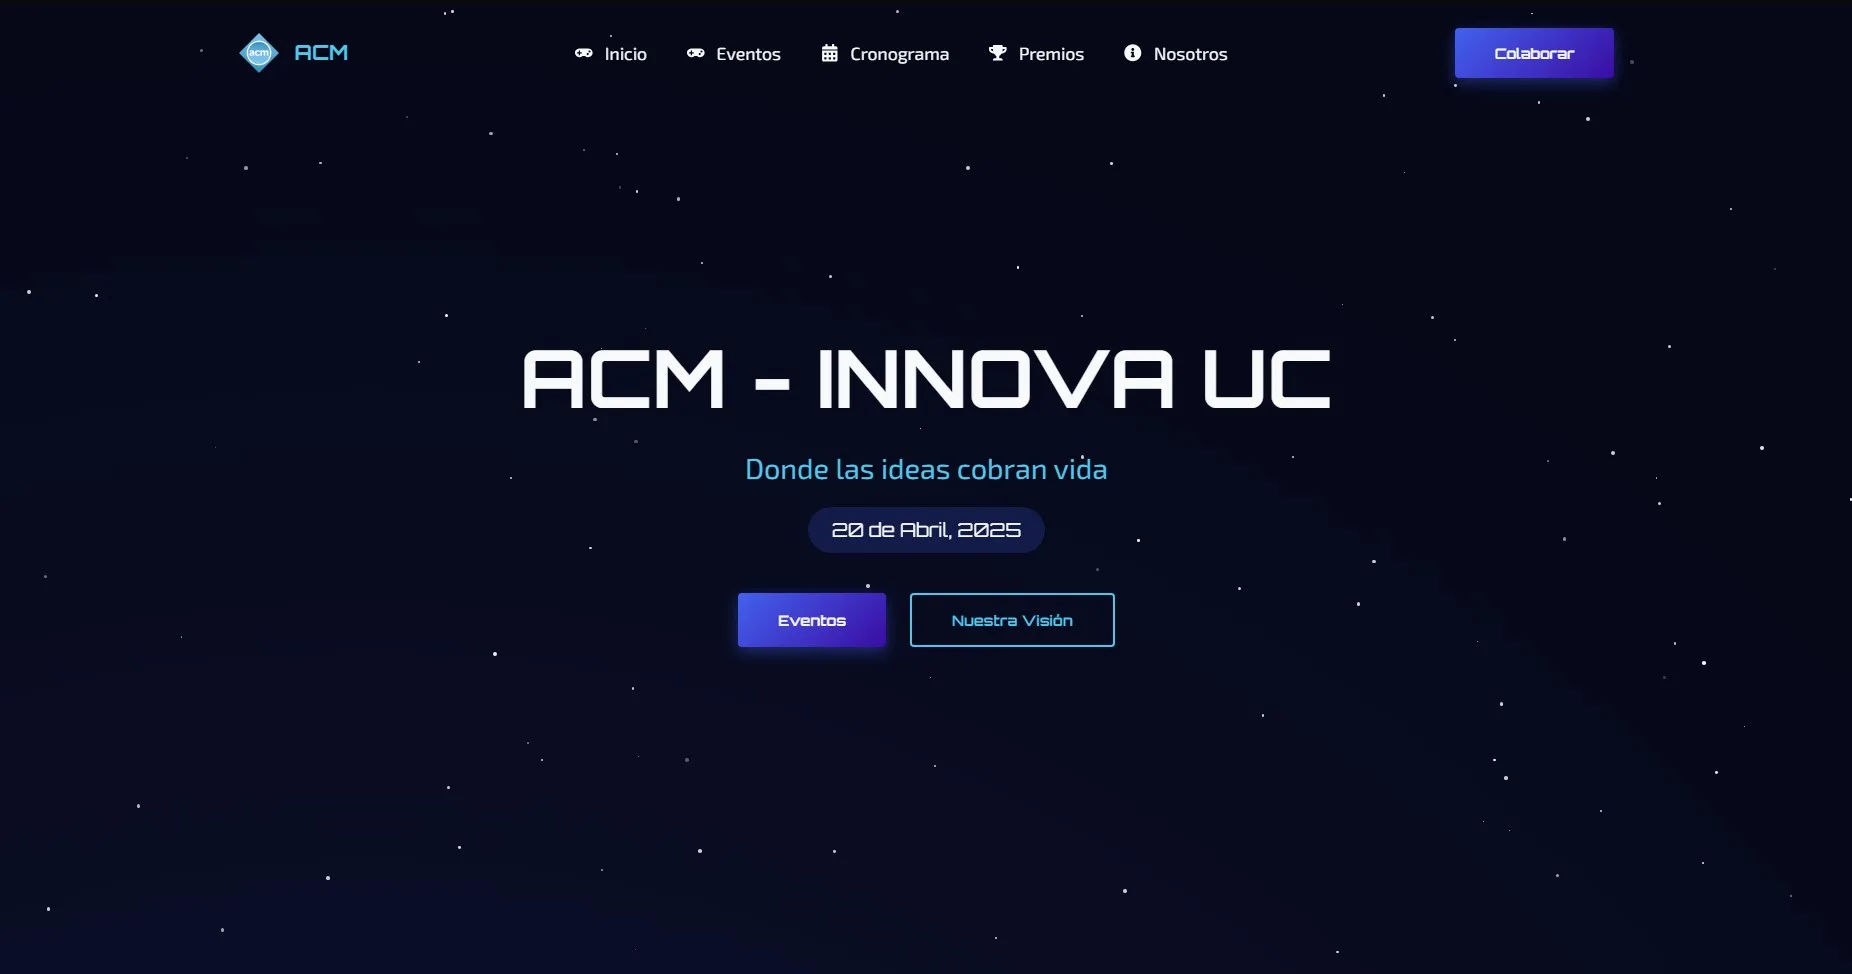 acm ACM Inicio Eventos Cronograma Premios Nosotros Colaborar
ACM - INNOVA UC
Donde las ideas cobran vida
20 de Abril, 2025
Eventos Nuestra Visión